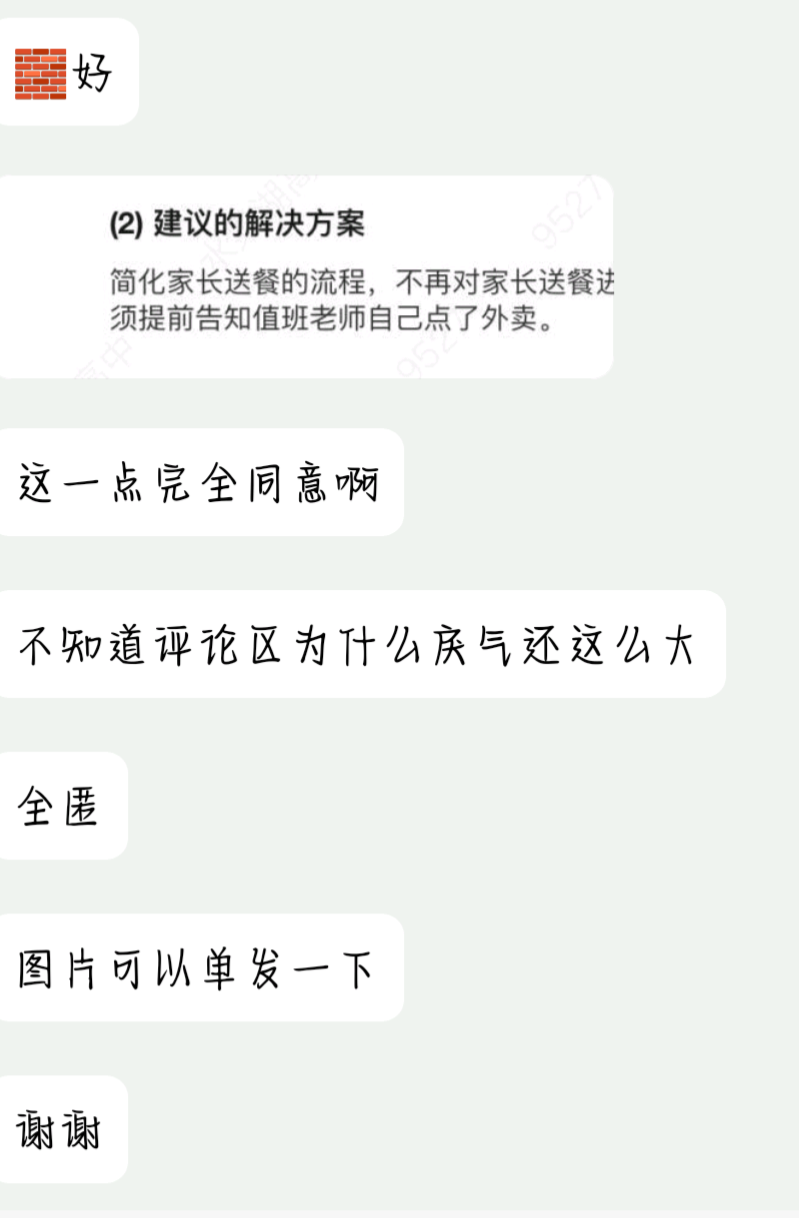 🧱好
(2) 建议的解决方案
简化家长送餐的流程，不再对家长送餐进
须提前告知值班老师自己点了外卖。
这一点完全同意啊
不知道评论区为什么戾气还这么大
全匿
图片可以单发一下
谢谢